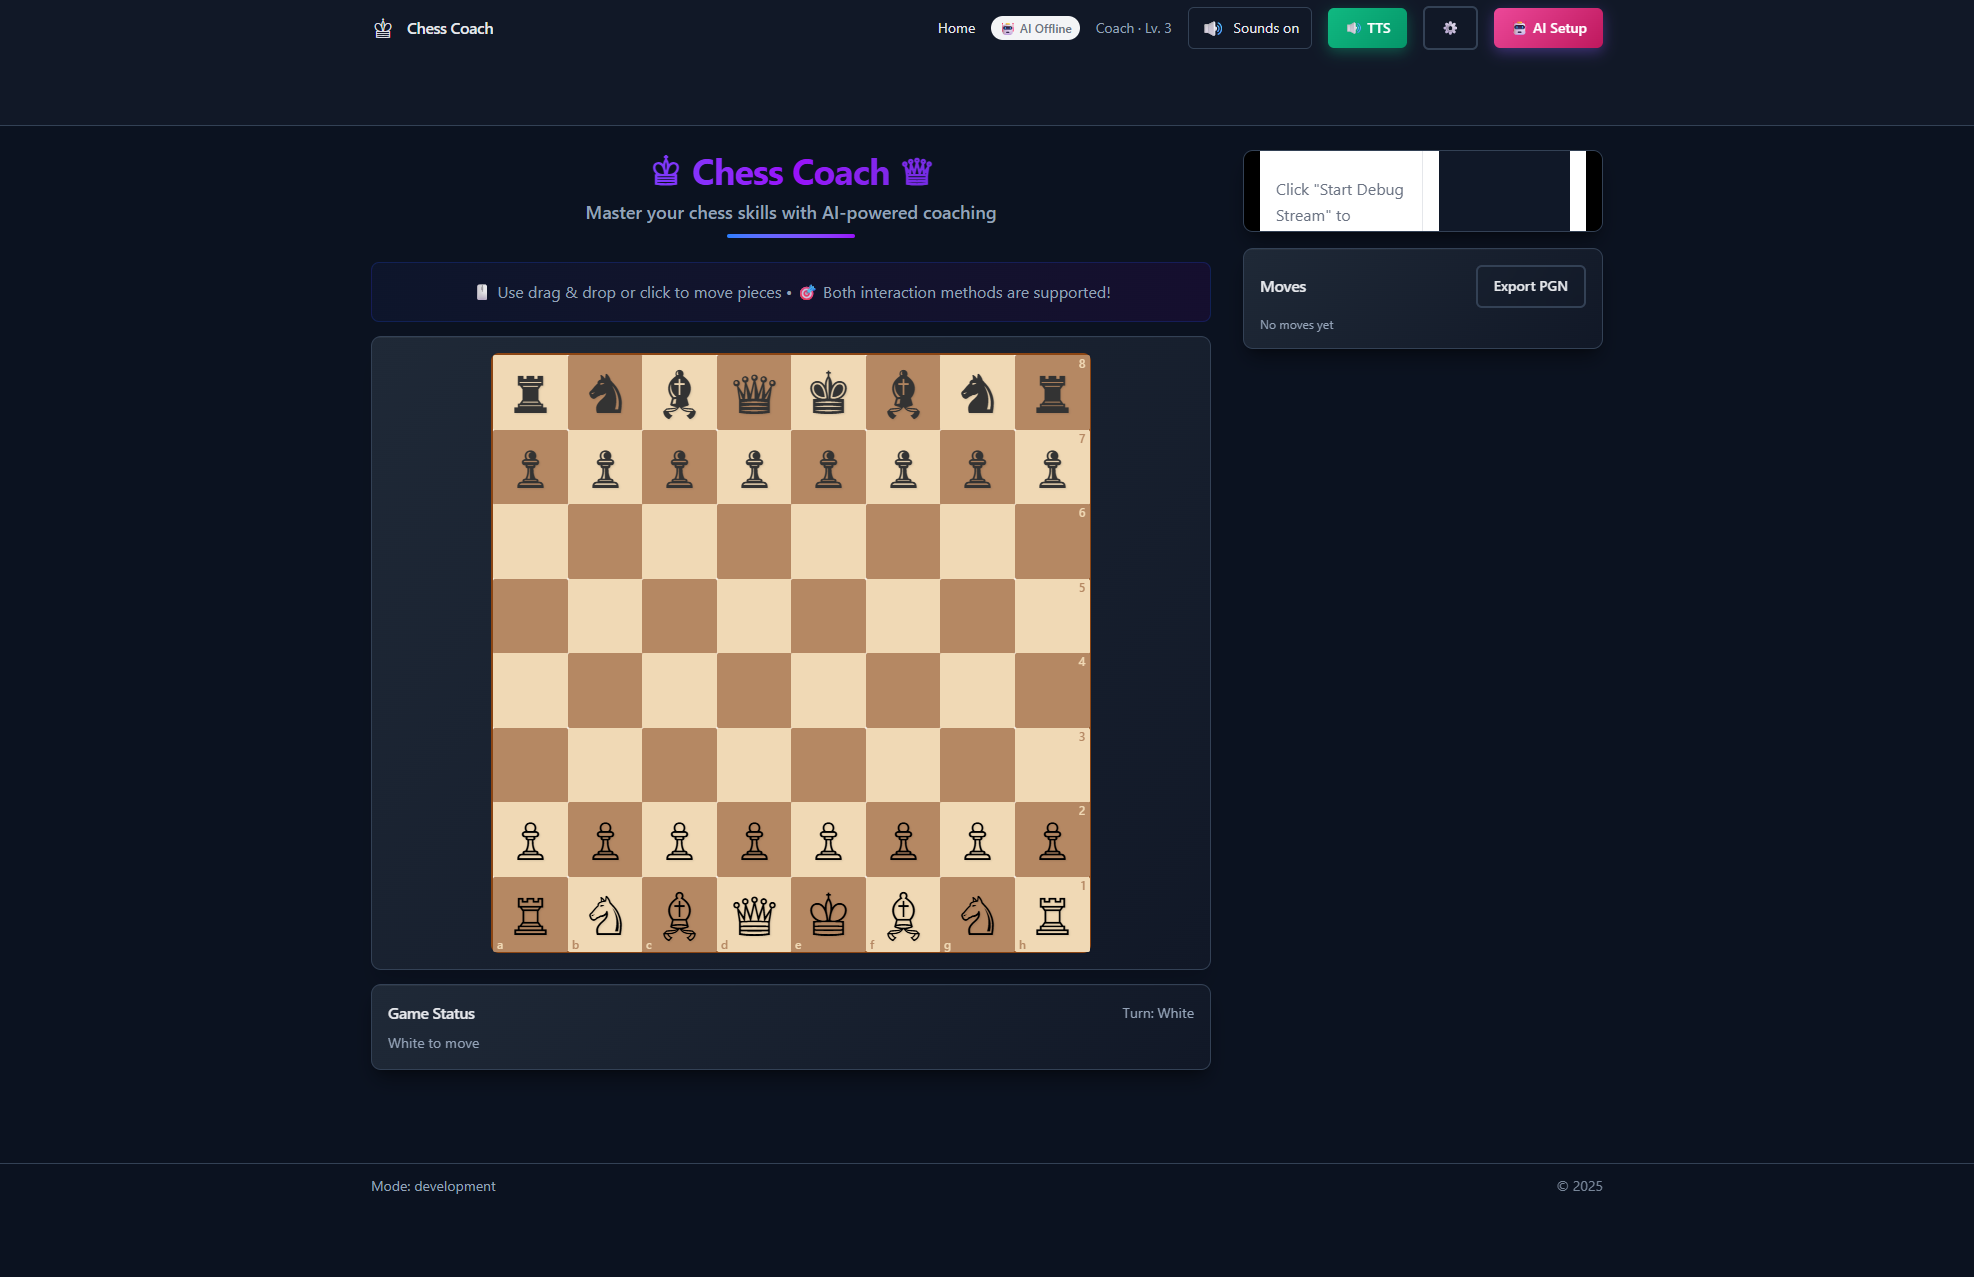 Chess Coach
Home
AI Offline
Coach · Lv. 3
Sounds on
TTS
AI Setup
Chess Coach
Master your chess skills with AI-powered coaching
Use drag & drop or click to move pieces • Both interaction methods are supported!
8
7
6
5
4
3
2
1
a b c d e f g h
Game Status
Turn: White
White to move
Click "Start Debug
Stream" to
Moves
Export PGN
No moves yet
Mode: development
© 2025